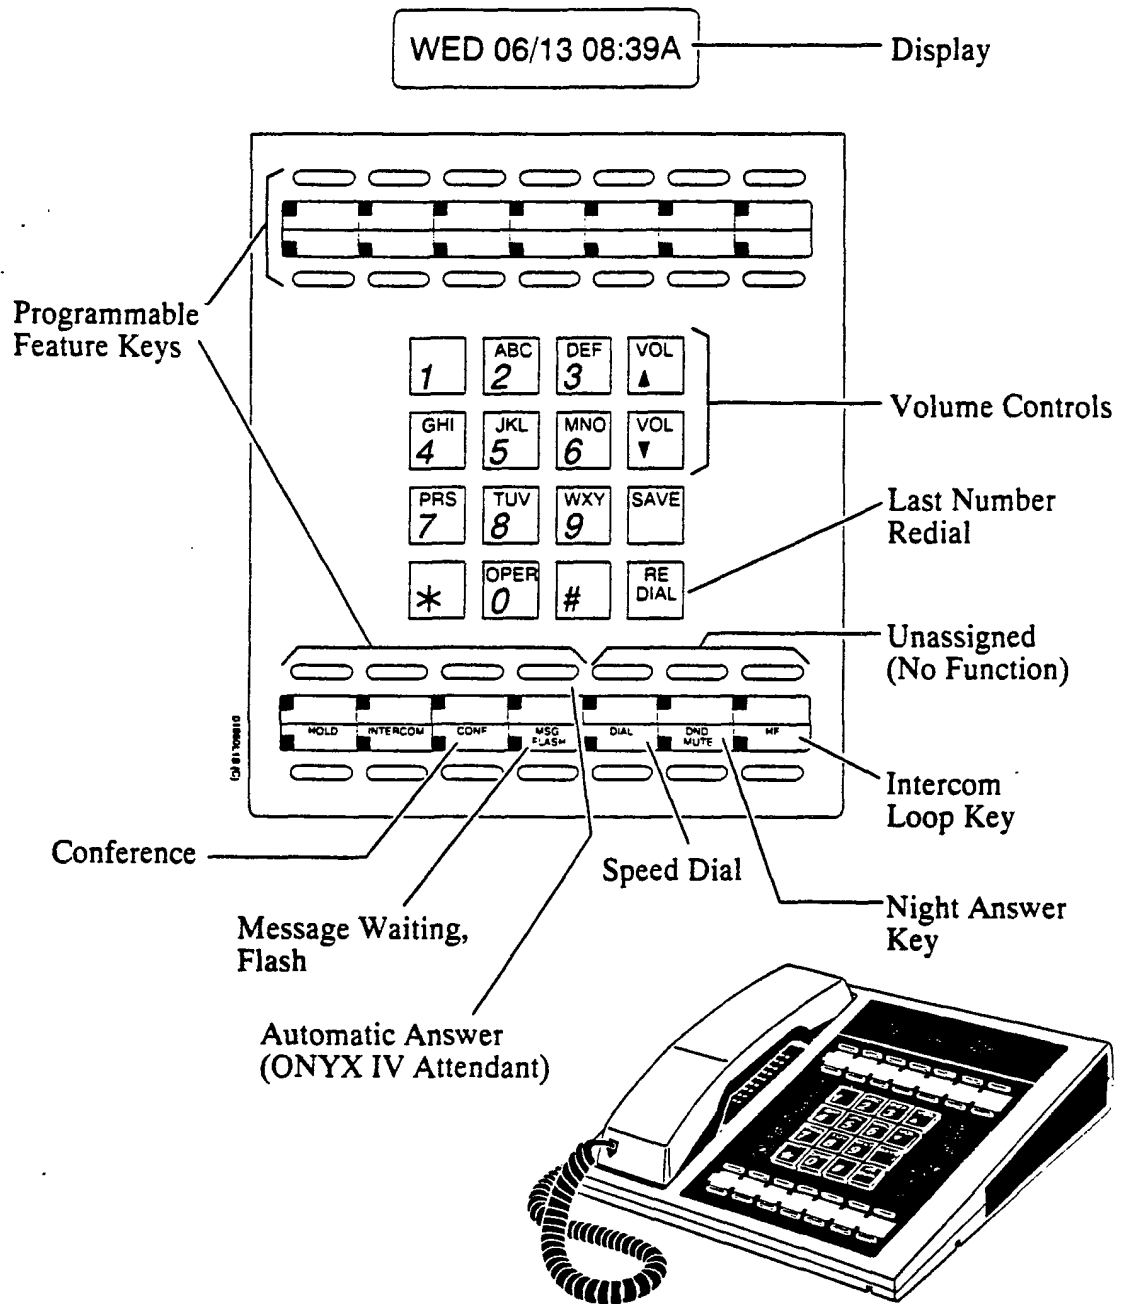 WED 06/13 08:39A
Display
Programmable
Feature Keys
1
ABC
2
DEF
3
VOL
▲
GHI
4
JKL
5
MNO
6
VOL
▼
Volume Controls
PRS
7
TUV
8
WXY
9
SAVE
Last Number
Redial
*
OPER
0
#
RE
DIAL
Unassigned
(No Function)
HOLD
INTERCOM
CONF
MSG
FLASH
DIAL
DND
MUTE
HF
Intercom
Loop Key
Conference
Speed Dial
Message Waiting,
Flash
Night Answer
Key
Automatic Answer
(ONYX IV Attendant)